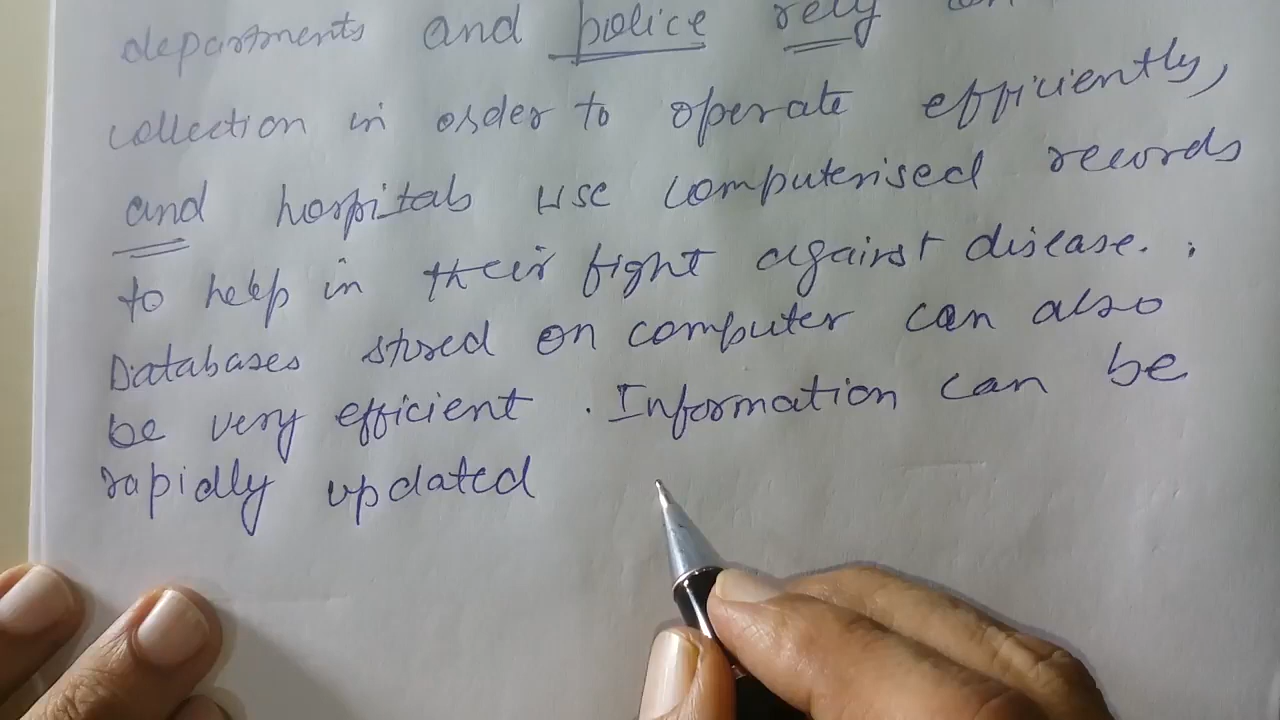 departments and police rely on
collection in order to operate efficiently,
and hospitals use computerised records
to help in their fight against disease.
Databases stored on computer can also
be very efficient. Information can be
rapidly updated